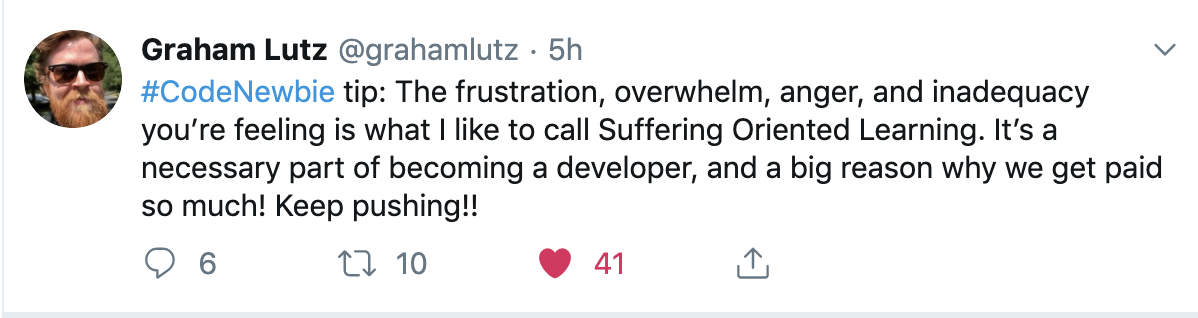 Graham Lutz @grahamlutz · 5h
#CodeNewbie tip: The frustration, overwhelm, anger, and inadequacy
you’re feeling is what I like to call Suffering Oriented Learning. It’s a
necessary part of becoming a developer, and a big reason why we get paid
so much! Keep pushing!!
6 10 41